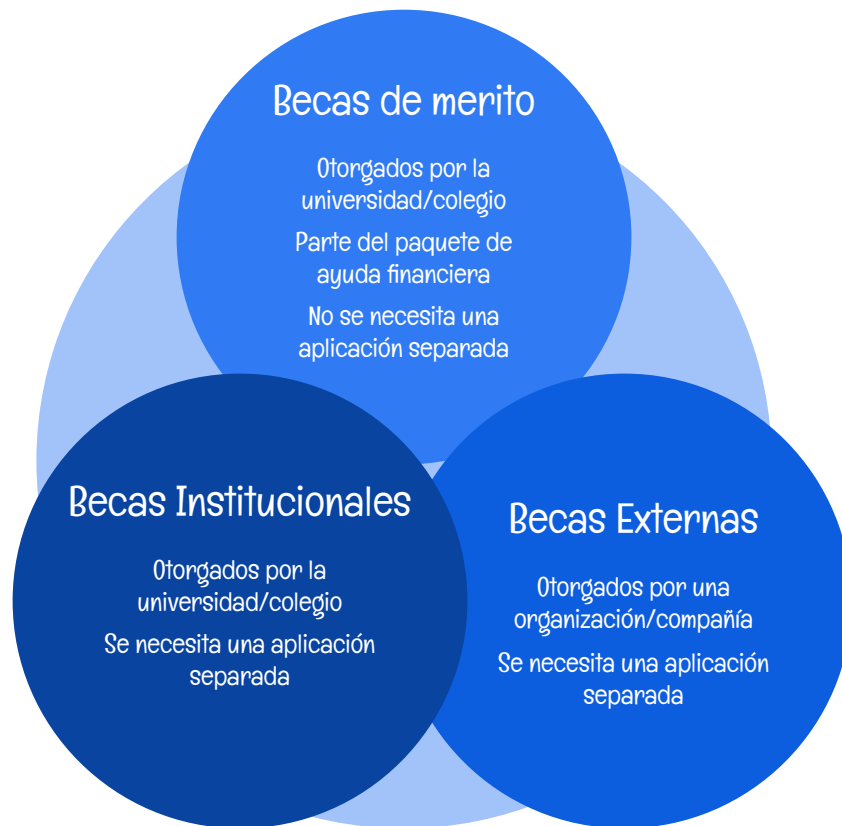 Becas de merito
Otorgados por la
universidad/colegio
Parte del paquete de
ayuda financiera
No se necesita una
aplicación separada
Becas Institucionales
Otorgados por la
universidad/colegio
Se necesita una aplicación
separada
Becas Externas
Otorgados por una
organización/compañía
Se necesita una aplicación
separada